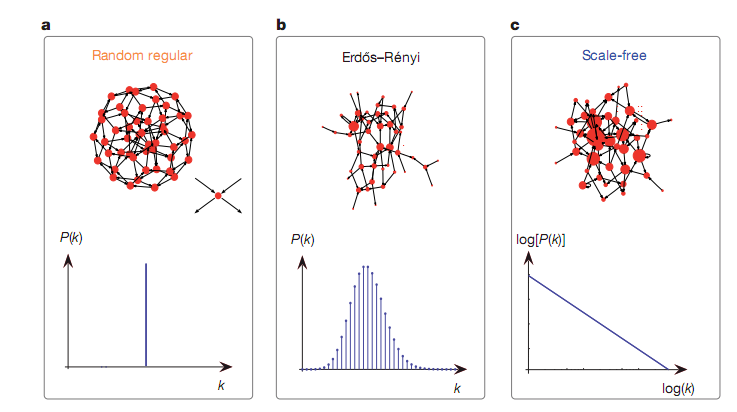 a
Random regular
P(k)
k
b
Erdős–Rényi
P(k)
k
c
Scale-free
log[P(k)]
log(k)